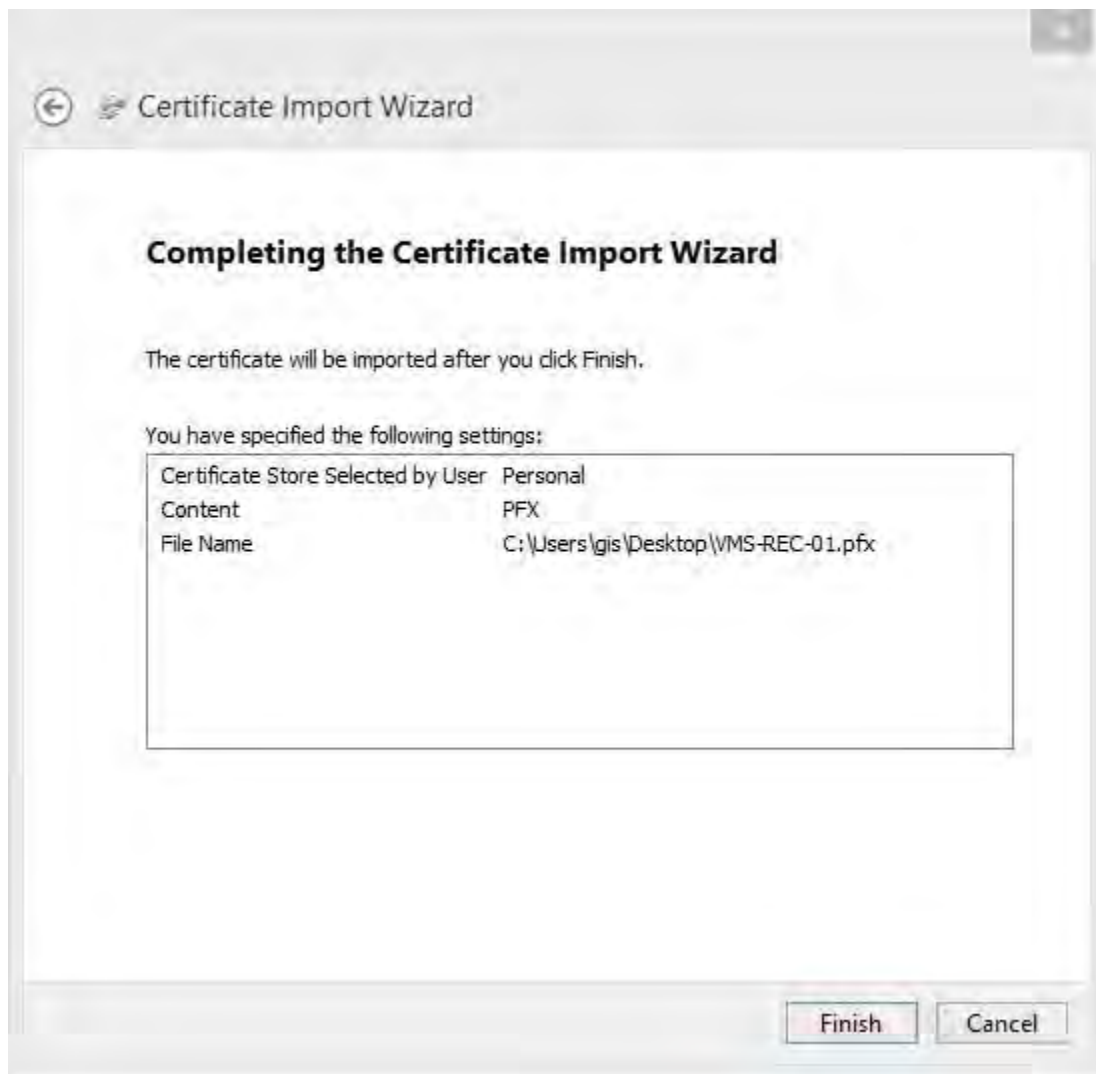 Certificate Import Wizard
Completing the Certificate Import Wizard
The certificate will be imported after you click Finish.
You have specified the following settings:
Certificate Store Selected by User Personal
Content PFX
File Name C:\Users\gis\Desktop\VMS-REC-01.pfx
Finish Cancel